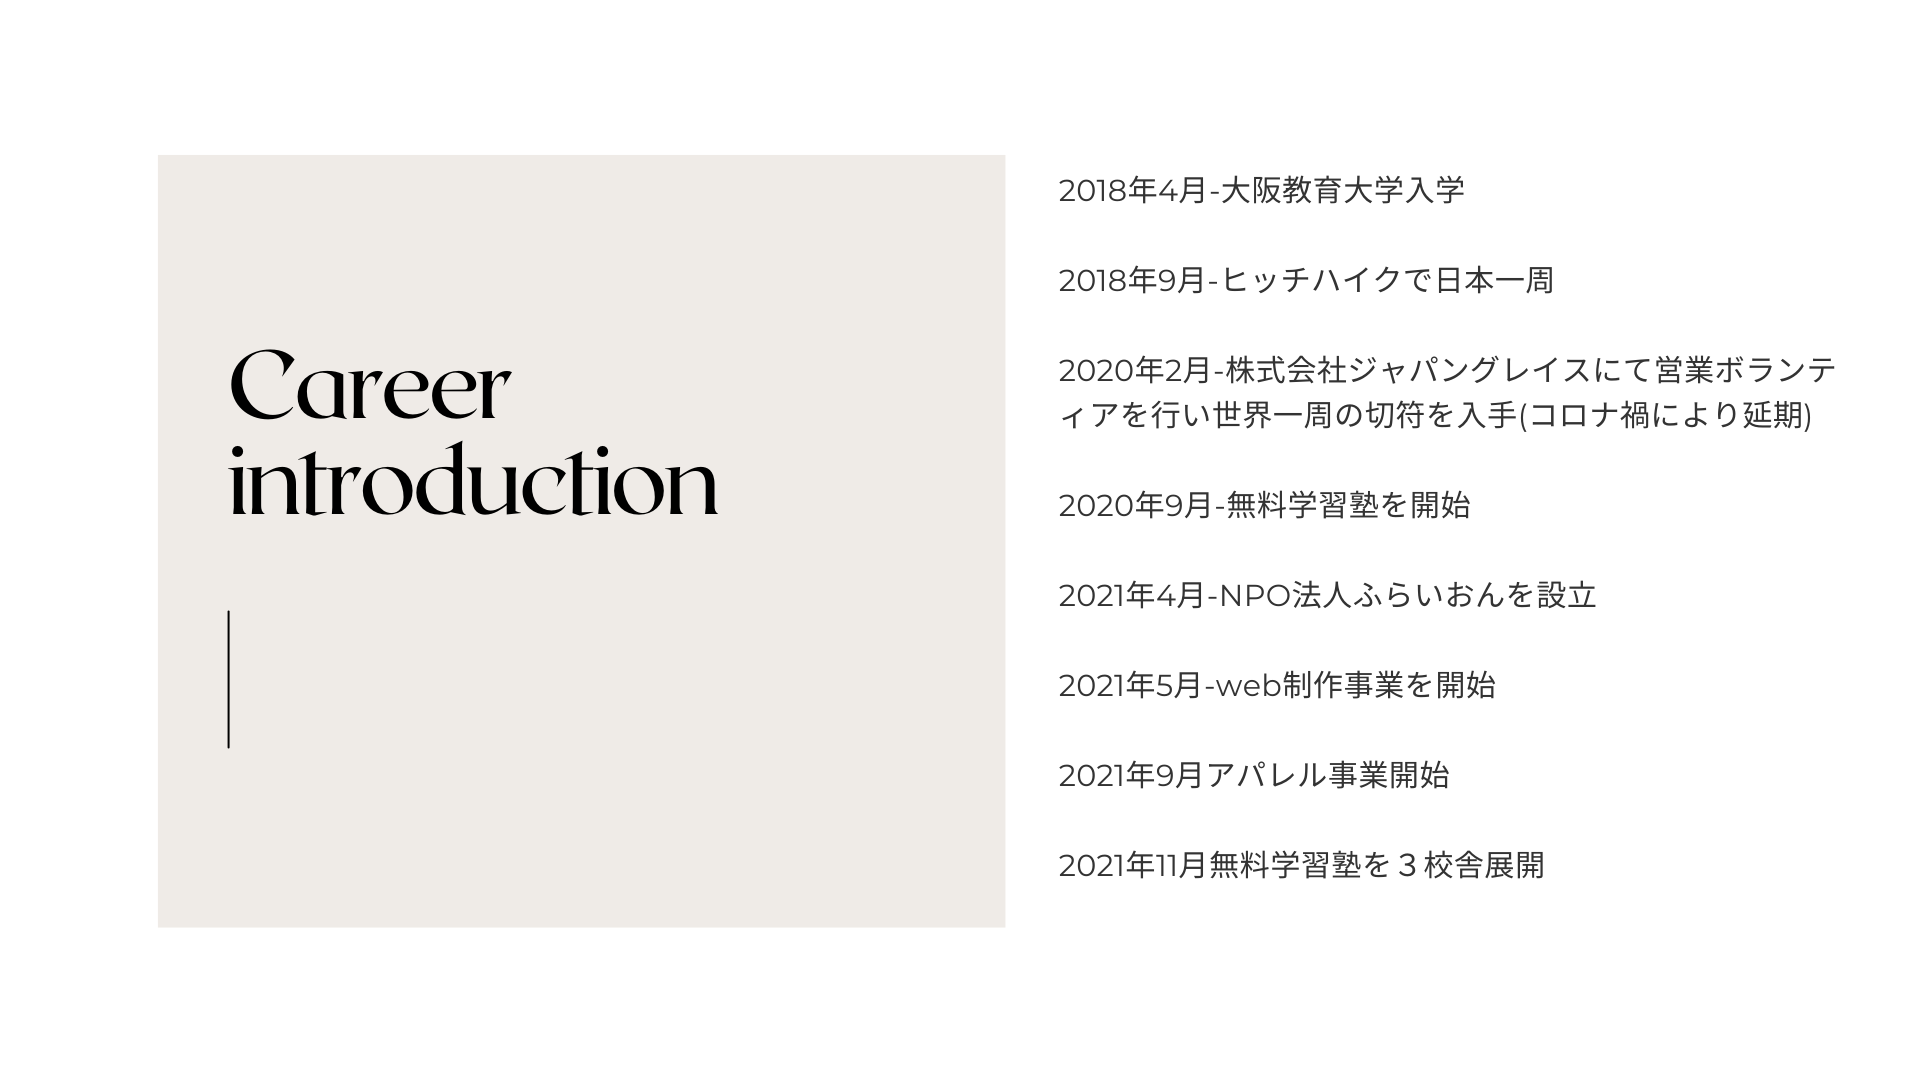 Career
introduction
2018年4月-大阪教育大学入学
2018年9月-ヒッチハイクで日本一周
2020年2月-株式会社ジャパングレイスにて営業ボランテ
ィアを行い世界一周の切符を入手(コロナ禍により延期)
2020年9月-無料学習塾を開始
2021年4月-NPO法人ふらいおんを設立
2021年5月-web制作事業を開始
2021年9月アパレル事業開始
2021年11月無料学習塾を３校舎展開